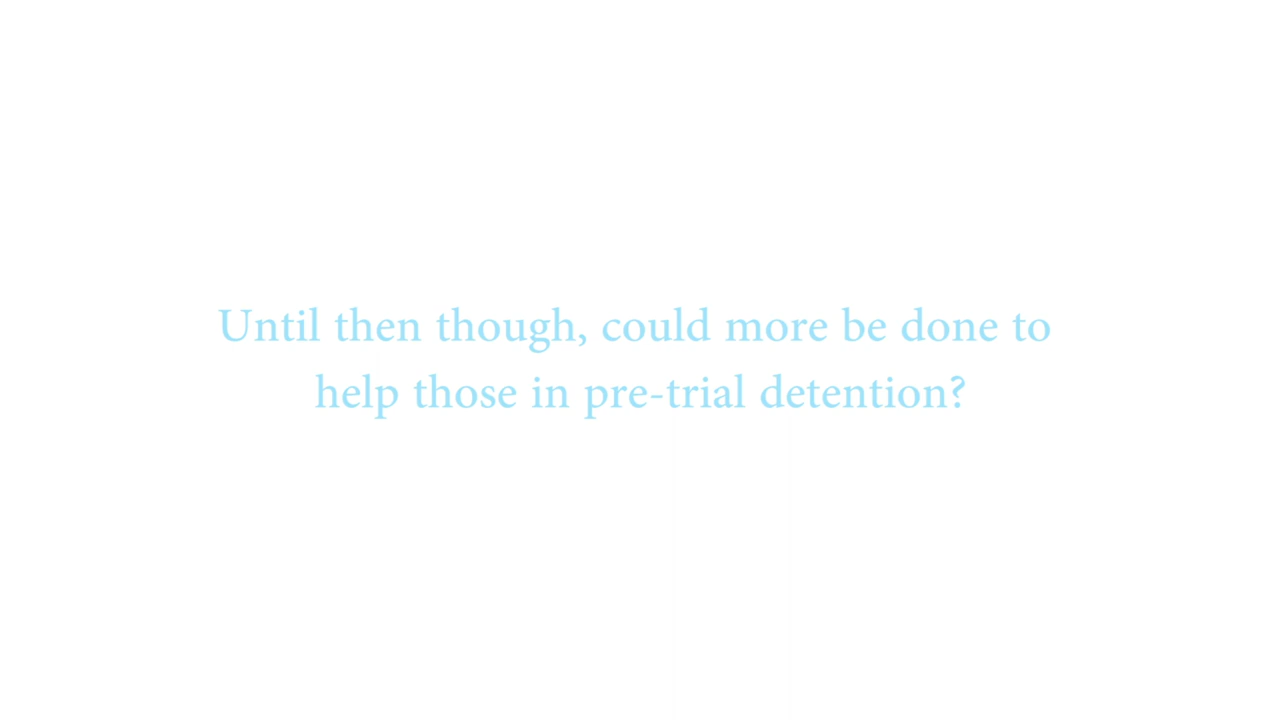 Until then though, could more be done to
help those in pre-trial detention?